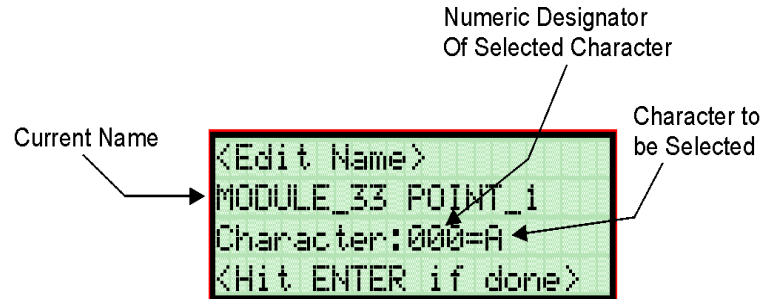 Numeric Designator
Of Selected Character
Character to
be Selected
Current Name
<Edit Name>
MODULE_33 POINT_1
Character:000=A
<Hit ENTER if done>